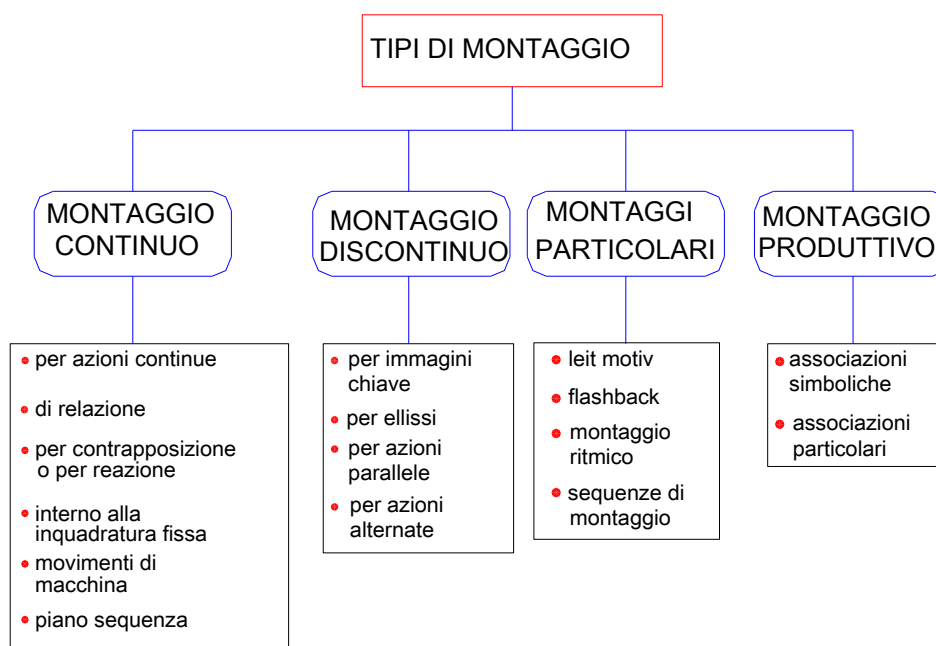 TIPI DI MONTAGGIO
MONTAGGIO
CONTINUO
MONTAGGIO
DISCONTINUO
MONTAGGI
PARTICOLARI
MONTAGGIO
PRODUTTIVO
per azioni continue
di relazione
per contrapposizione
o per reazione
interno alla
inquadratura fissa
movimenti di
macchina
piano sequenza
per immagini
chiave
per ellissi
per azioni
parallele
per azioni
alternate
leit motiv
flashback
montaggio
ritmico
sequenze di
montaggio
associazioni
simboliche
associazioni
particolari